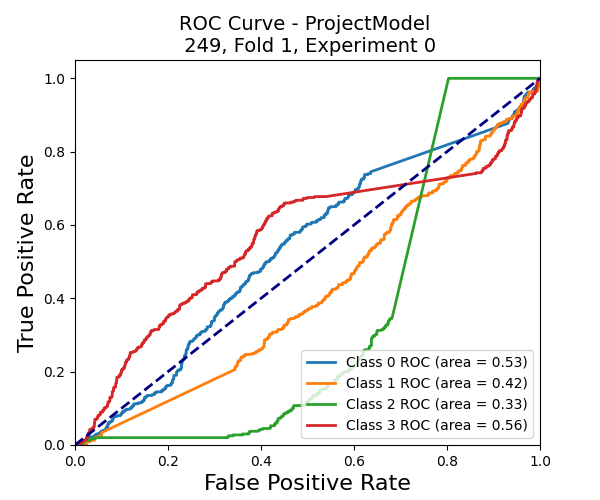 ROC Curve - ProjectModel
249, Fold 1, Experiment 0
True Positive Rate
1.0
0.8
0.6
0.4
0.2
0.0
Class 0 ROC (area = 0.53)
Class 1 ROC (area = 0.42)
Class 2 ROC (area = 0.33)
Class 3 ROC (area = 0.56)
0.0 0.2 0.4 0.6 0.8 1.0
False Positive Rate